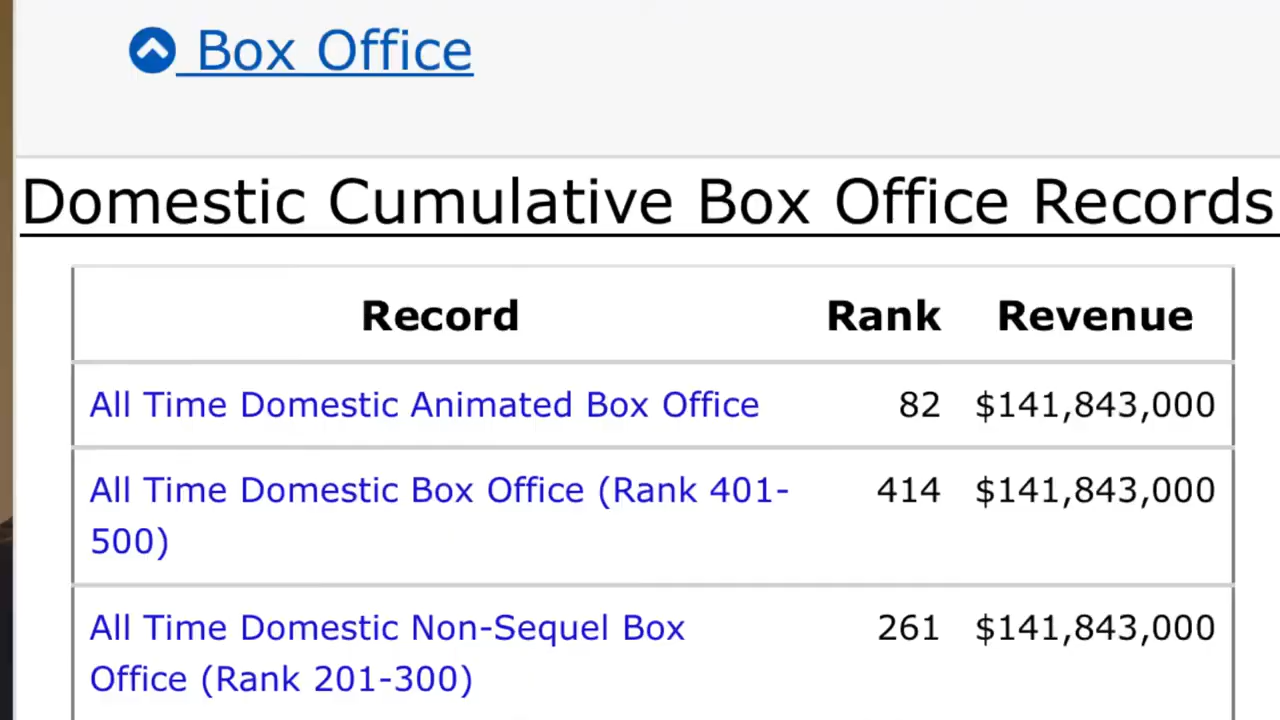 Box Office
Domestic Cumulative Box Office Records
Record Rank Revenue
All Time Domestic Animated Box Office 82 $141,843,000
All Time Domestic Box Office (Rank 401- 414 $141,843,000
500)
All Time Domestic Non-Sequel Box 261 $141,843,000
Office (Rank 201-300)